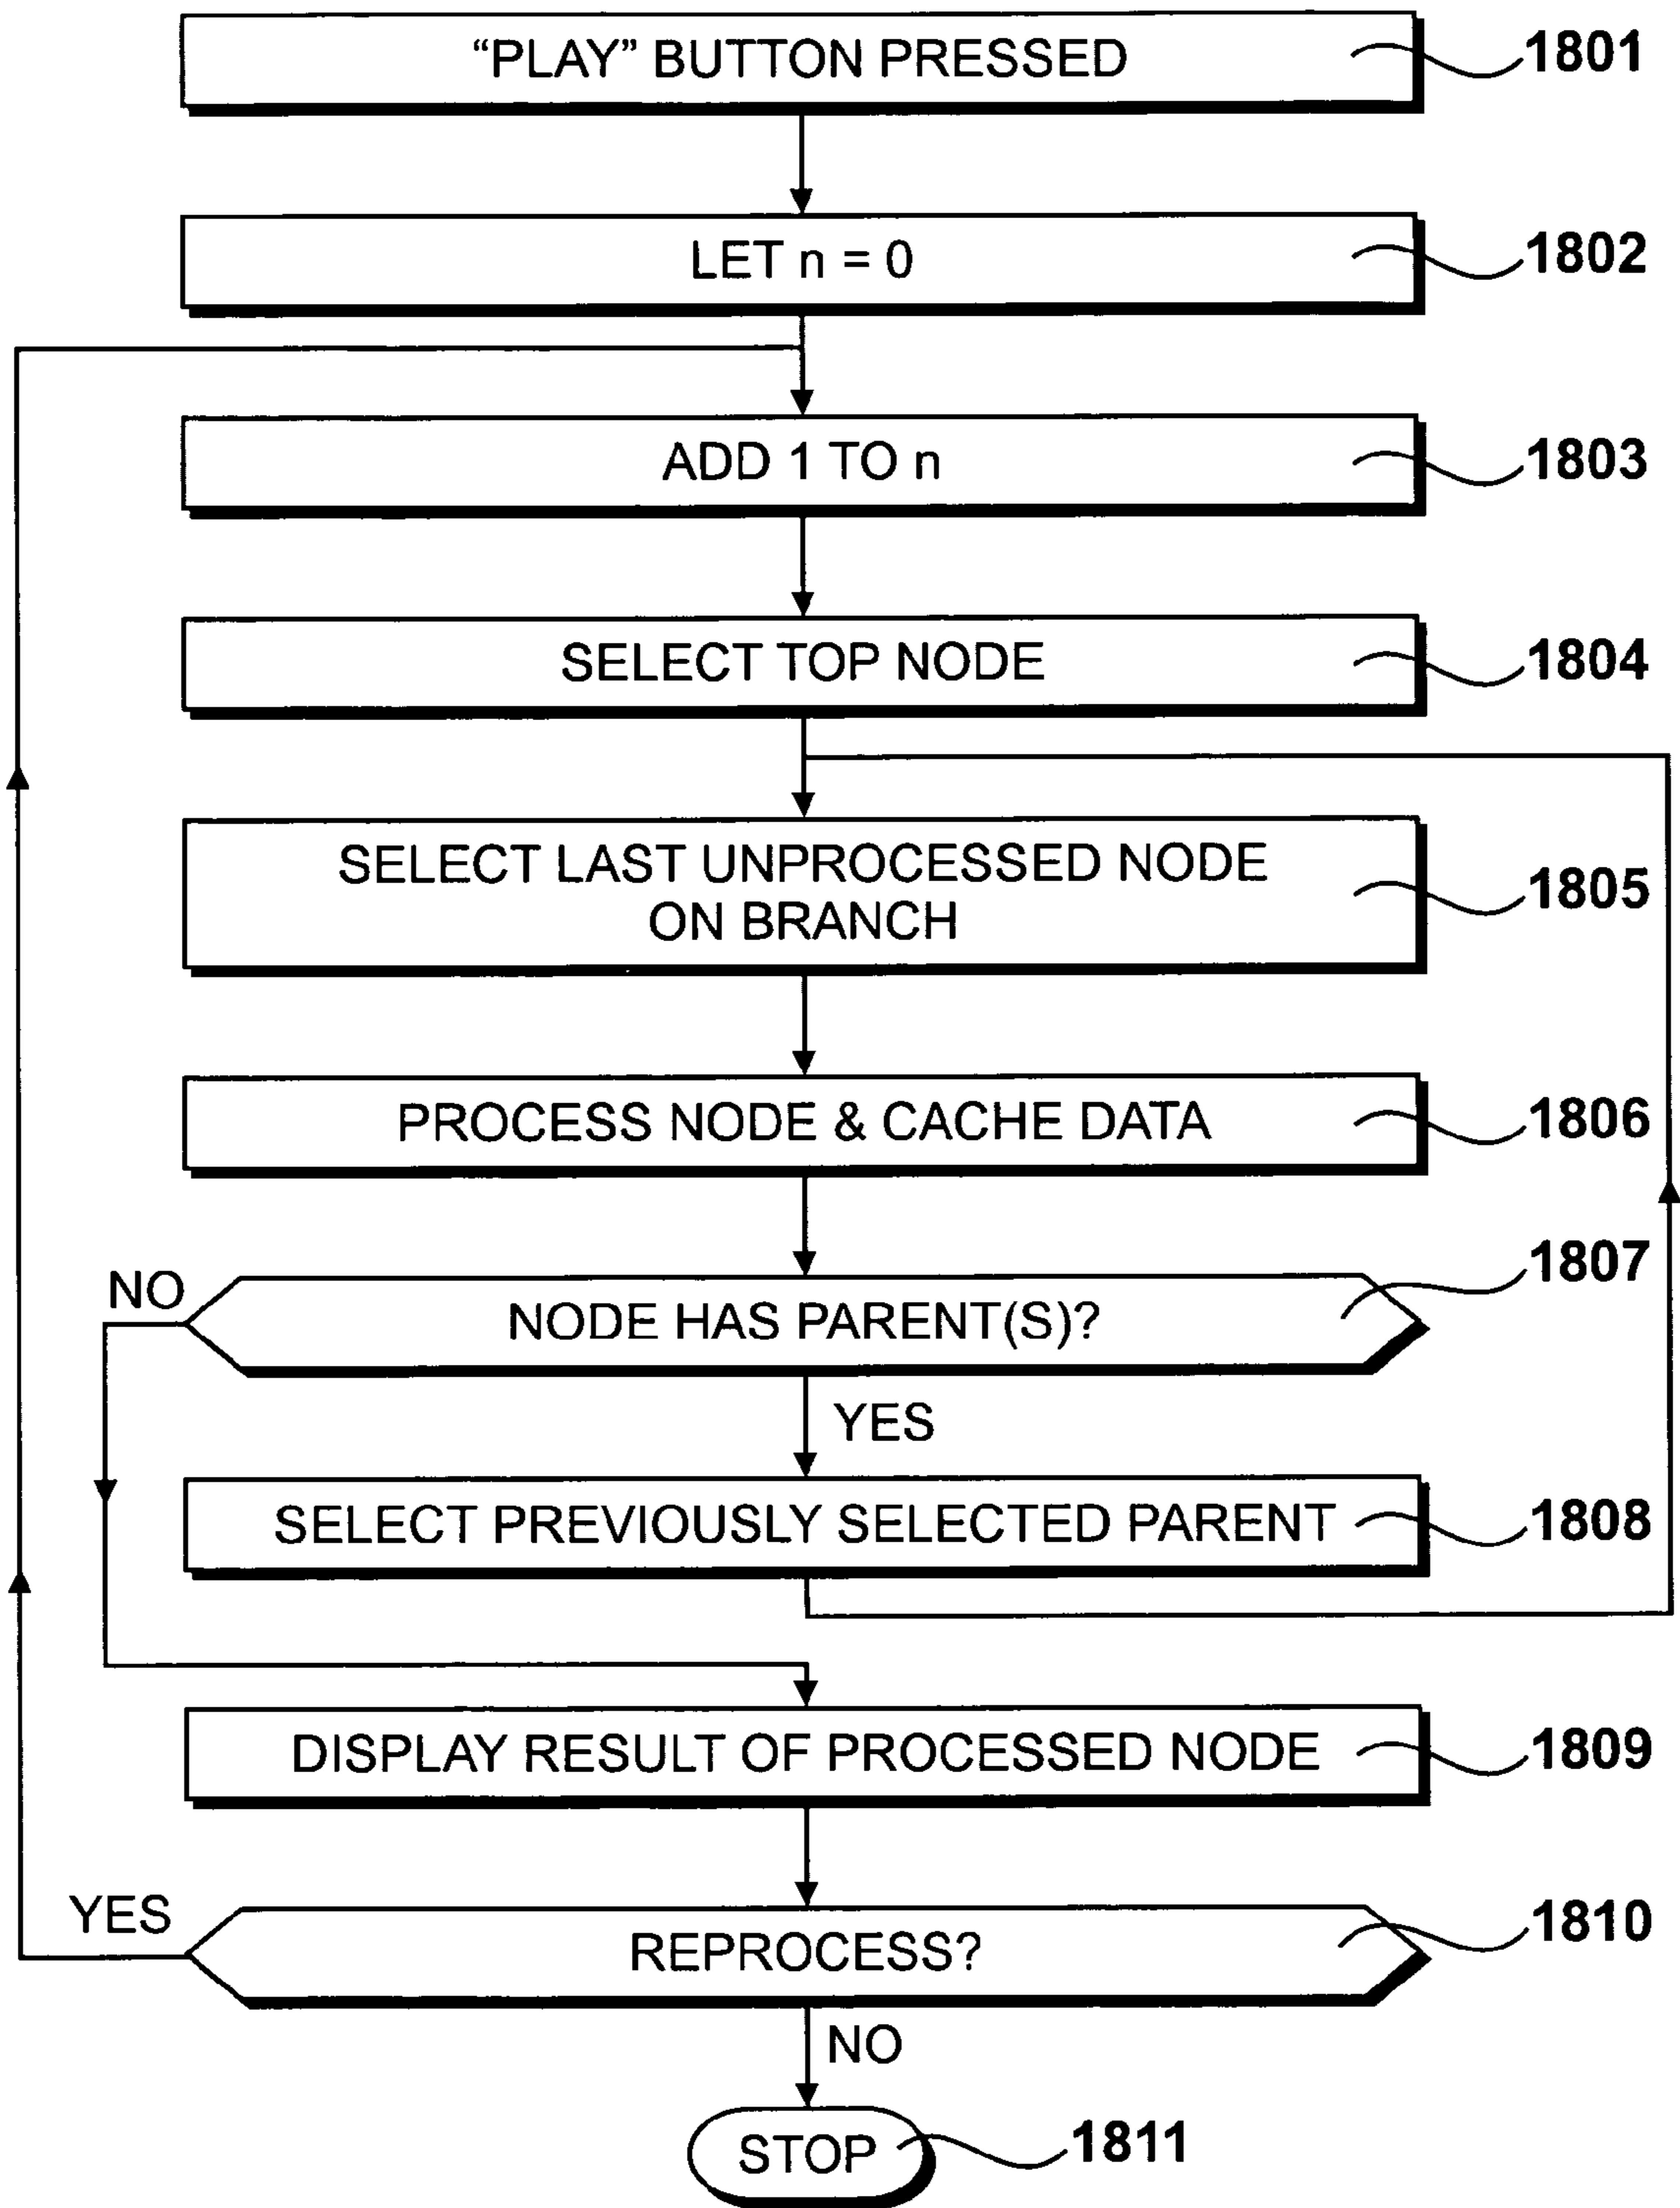 “PLAY” BUTTON PRESSED
1801
LET n = 0
1802
ADD 1 TO n
1803
SELECT TOP NODE
1804
SELECT LAST UNPROCESSED NODE
ON BRANCH
1805
PROCESS NODE & CACHE DATA
1806
NO
NODE HAS PARENT(S)?
1807
YES
SELECT PREVIOUSLY SELECTED PARENT
1808
DISPLAY RESULT OF PROCESSED NODE
1809
YES
REPROCESS?
1810
NO
STOP
1811